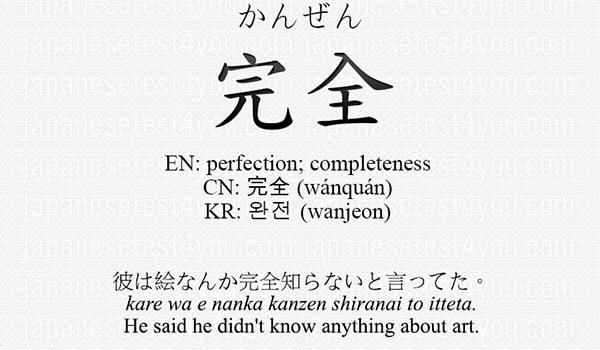 かんぜん
完全
EN: perfection; completeness
CN: 完全 (wánquán)
KR: 완전 (wanjeon)
彼は絵なんか完全知らないと言ってた。
kare wa e nanka kanzen shiranai to itteta.
He said he didn't know anything about art.
japanesetest4you.com